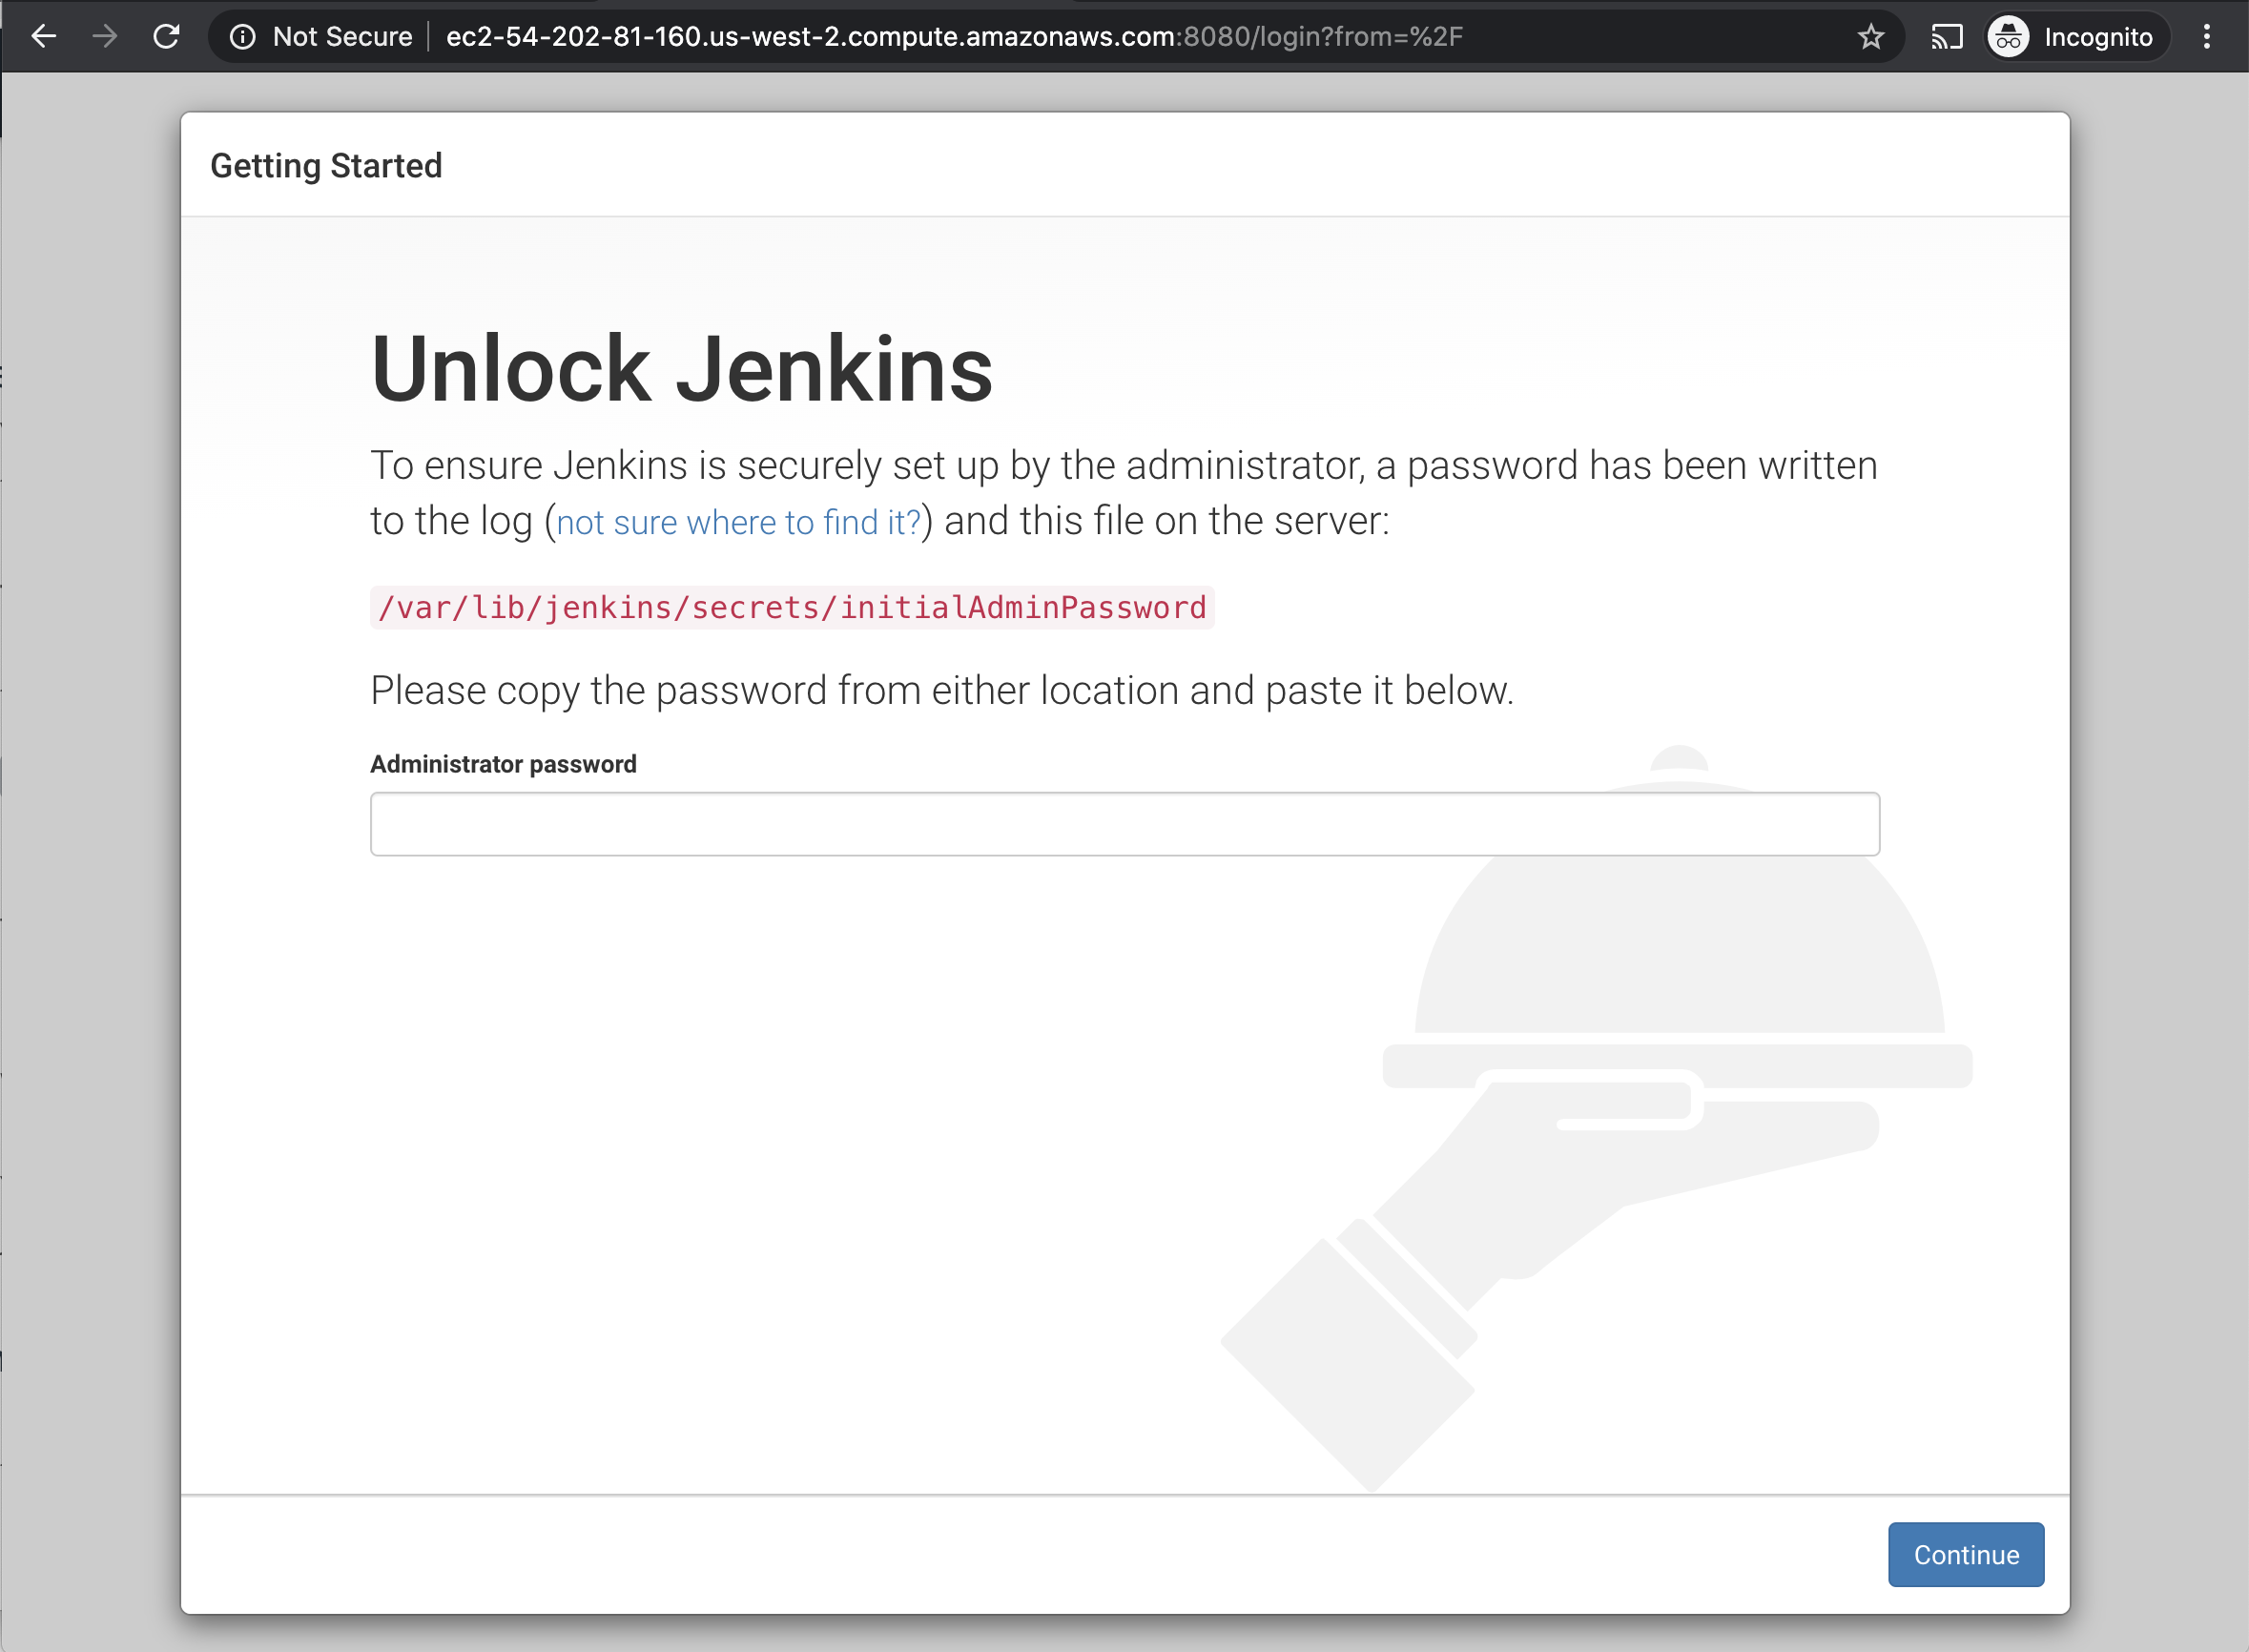 Not Secure | ec2-54-202-81-160.us-west-2.compute.amazonaws.com:8080/login?from=%2F Incognito
Getting Started
Unlock Jenkins
To ensure Jenkins is securely set up by the administrator, a password has been written
to the log (not sure where to find it?) and this file on the server:
/var/lib/jenkins/secrets/initialAdminPassword
Please copy the password from either location and paste it below.
Administrator password
Continue